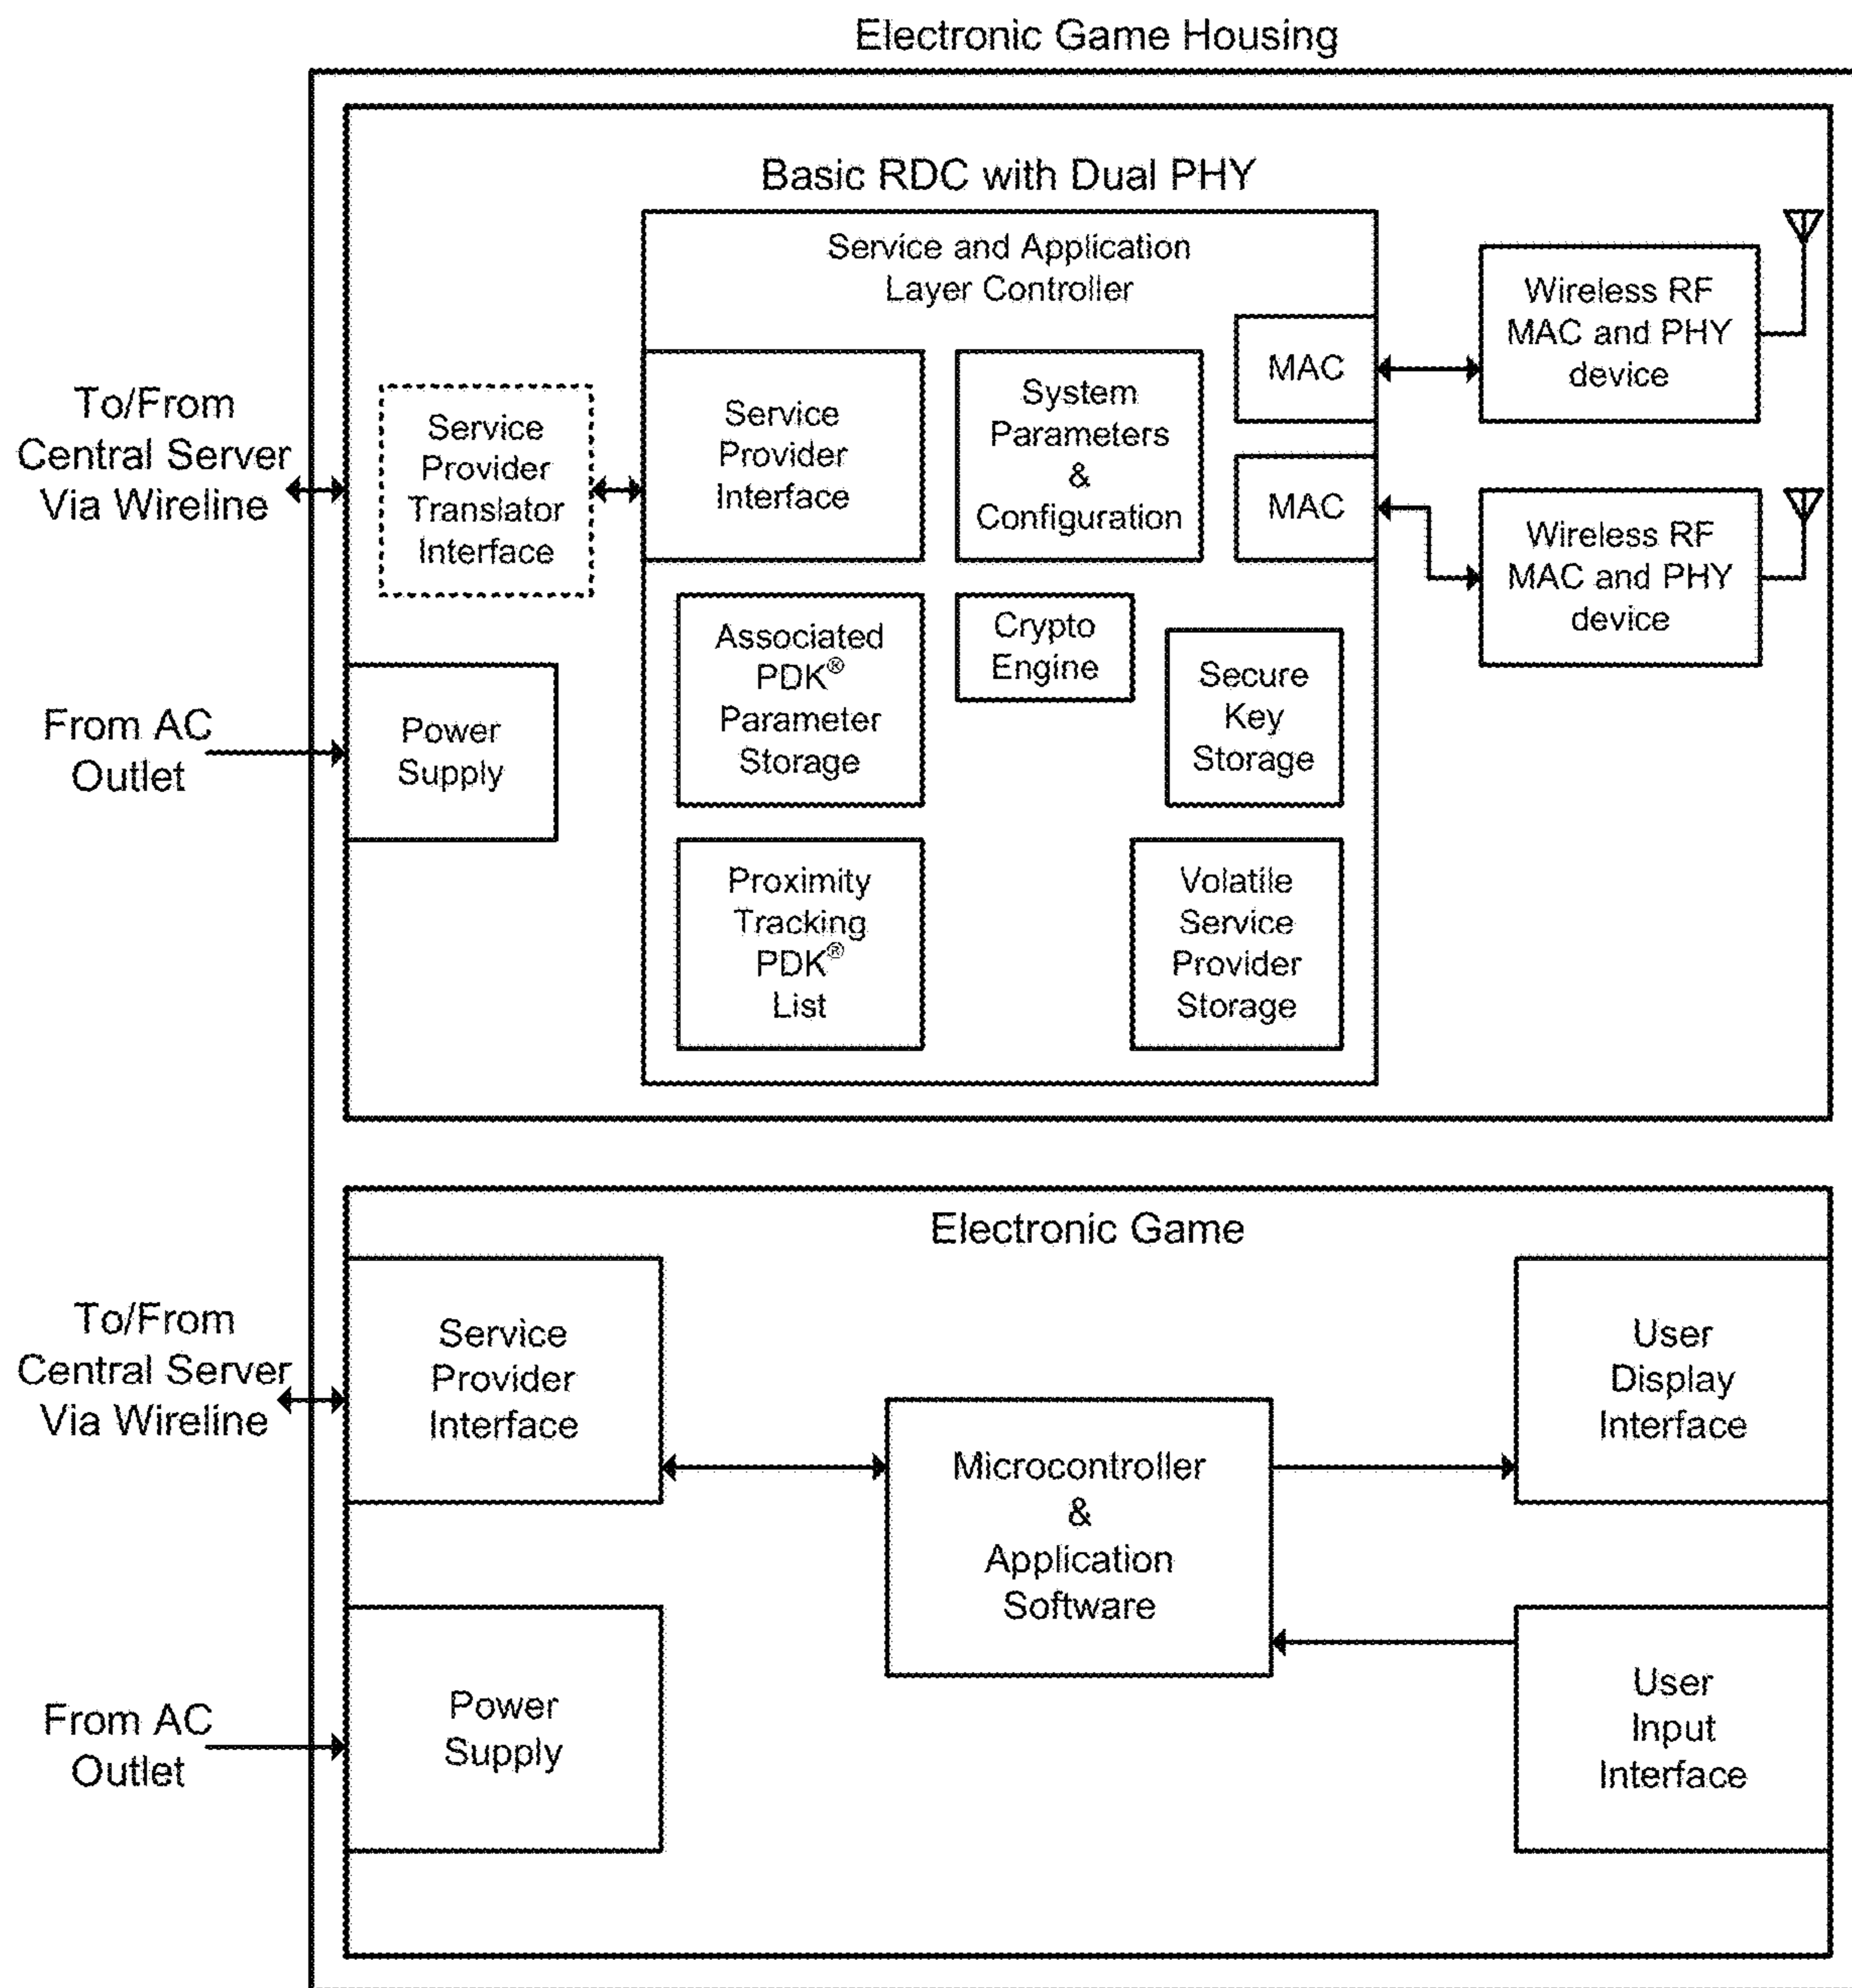 Electronic Game Housing
Basic RDC with Dual PHY
Service and Application
Layer Controller
To/From
Central Server
Via Wireline
Service
Provider
Translator
Interface
Service
Provider
Interface
System
Parameters
&
Configuration
MAC
Wireless RF
MAC and PHY
device
MAC
Wireless RF
MAC and PHY
device
From AC
Outlet
Power
Supply
Associated
PDK®
Parameter
Storage
Crypto
Engine
Secure
Key
Storage
Proximity
Tracking
PDK®
List
Volatile
Service
Provider
Storage
Electronic Game
To/From
Central Server
Via Wireline
Service
Provider
Interface
Microcontroller
&
Application
Software
User
Display
Interface
From AC
Outlet
Power
Supply
User
Input
Interface